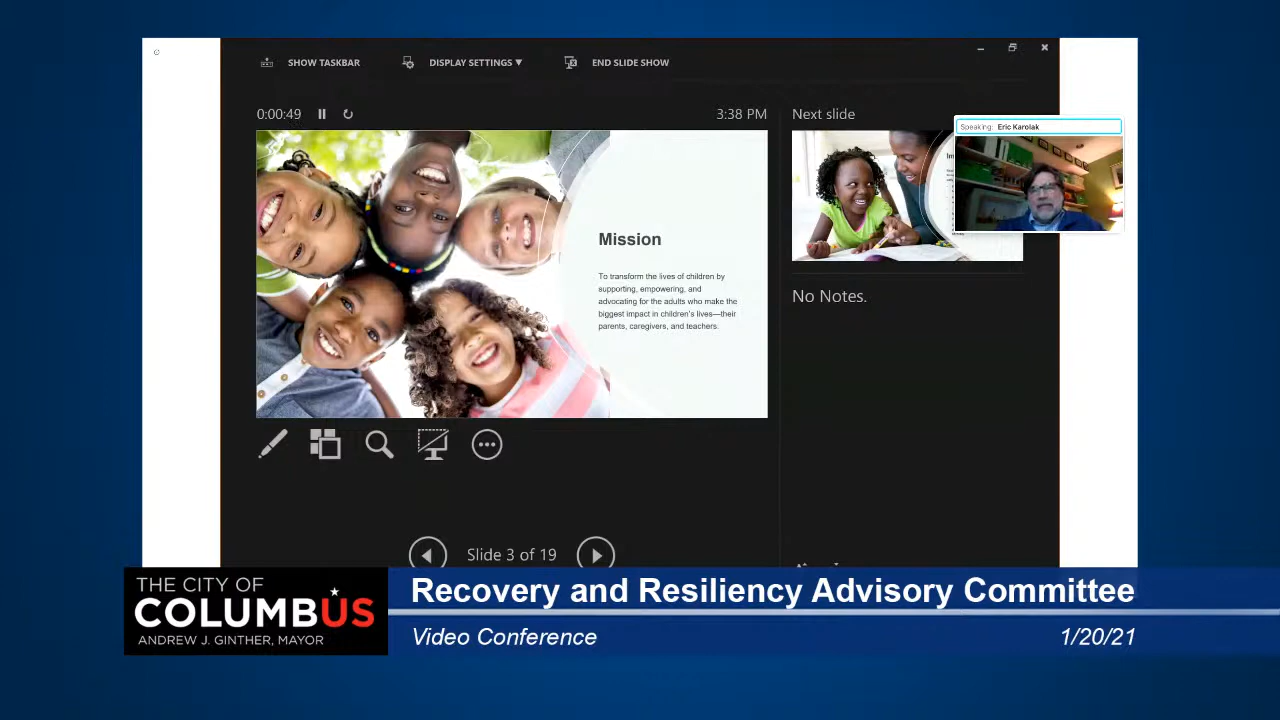 SHOW TASKBAR
DISPLAY SETTINGS ▼
END SLIDE SHOW
0:00:49
3:38 PM
Next slide
Speaking: Eric Karolak
Mission
To transform the lives of children by
supporting, empowering, and
advocating for the adults who make the
biggest impact in children's lives—their
parents, caregivers, and teachers.
No Notes.
Slide 3 of 19
THE CITY OF
COLUMBUS
ANDREW J. GINTHER, MAYOR
Recovery and Resiliency Advisory Committee
Video Conference
1/20/21